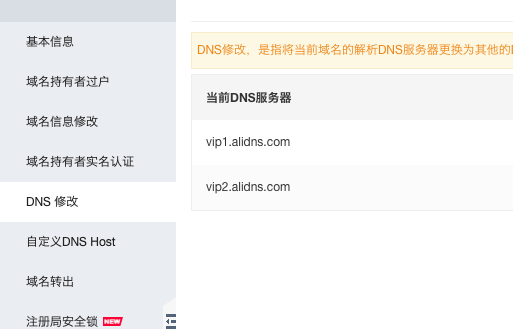 基本信息
域名持有者过户
域名信息修改
域名持有者实名认证
DNS 修改
自定义DNS Host
域名转出
注册局安全锁 NEW
DNS修改，是指将当前域名的解析DNS服务器更换为其他的
当前DNS服务器
vip1.alidns.com
vip2.alidns.com